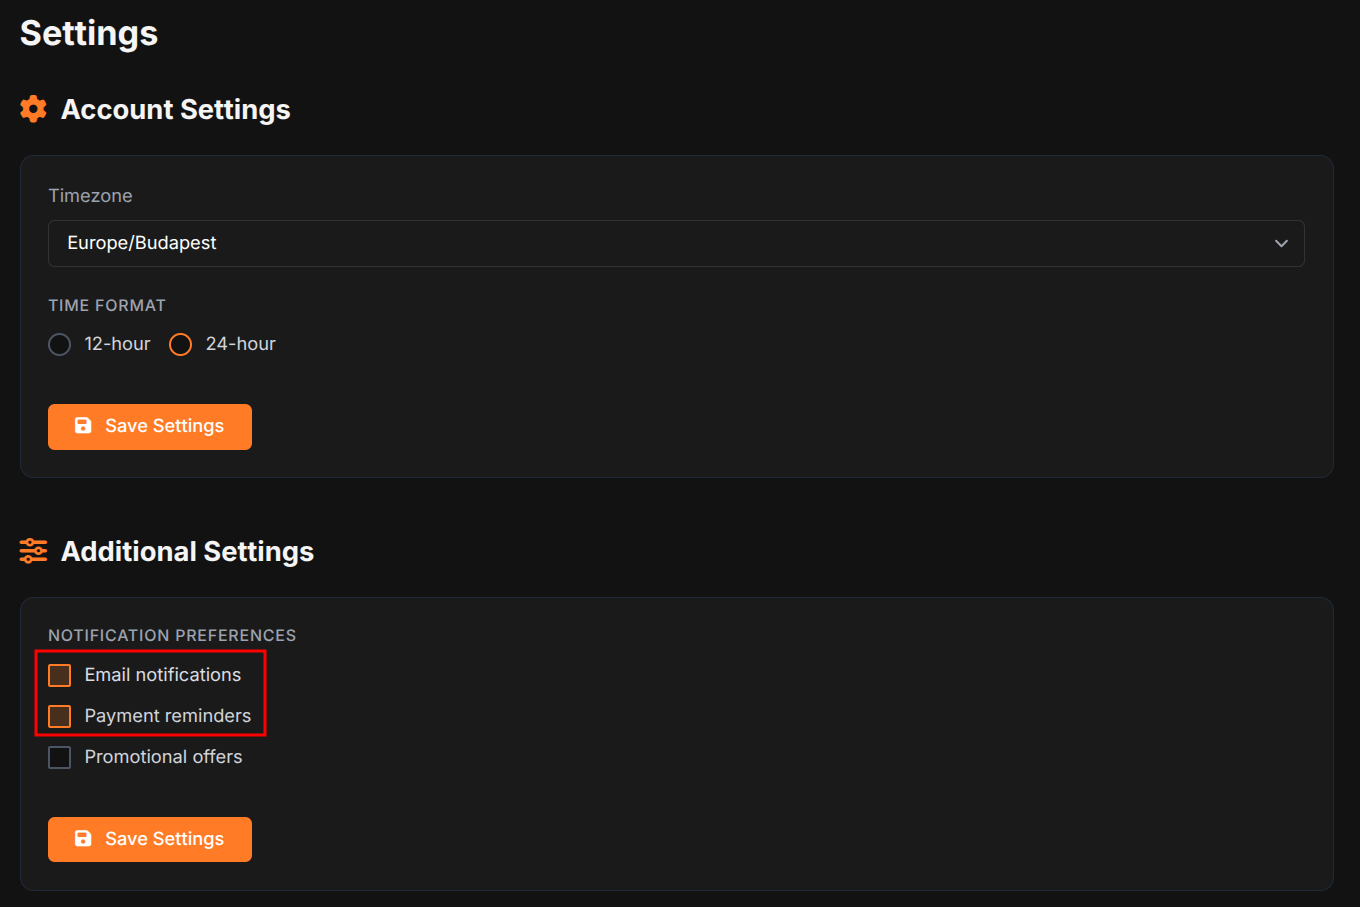 Settings
Account Settings
Timezone
Europe/Budapest
TIME FORMAT
12-hour 24-hour
Save Settings
Additional Settings
NOTIFICATION PREFERENCES
Email notifications
Payment reminders
Promotional offers
Save Settings